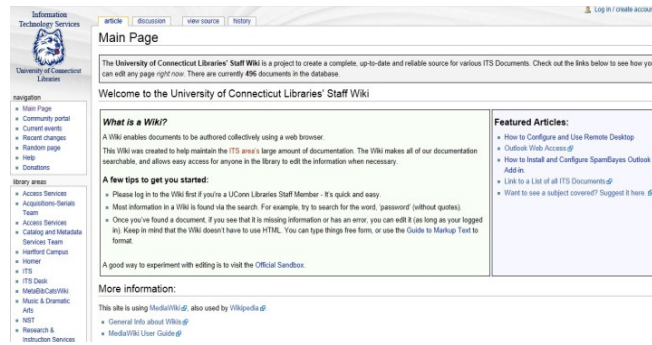 Information
Technology Services
University of Connecticut
Libraries
Log in / create account
article
discussion
view source
history
Main Page
The University of Connecticut Libraries' Staff Wiki is a project to create a complete, up-to-date and reliable source for various ITS Documents. Check out the links below to see how you
can edit any page right now. There are currently 496 documents in the database.
Welcome to the University of Connecticut Libraries' Staff Wiki
navigation
Main Page
Community portal
Current events
Recent changes
Random page
Help
Donations
library areas
Access Services
Acquisitions-Serials
Team
Access Services
Catalog and Metadata
Services Team
Hartford Campus
Homer
ITS
ITS Desk
MetaBibCatsWiki
Music & Dramatic
Arts
NST
Research &
Instruction Services
What is a Wiki?
A Wiki enables documents to be authored collectively using a web browser.
This Wiki was created to help maintain the ITS area's large amount of documentation. The Wiki makes all of our documentation
searchable, and allows easy access for anyone in the library to edit the information when necessary.
A few tips to get you started:
Please log in to the Wiki first if you're a UConn Libraries Staff Member - It's quick and easy.
Most information in a Wiki is found via the search. For example, try to search for the word, 'password' (without quotes).
Once you've found a document, if you see that it is missing information or has an error, you can edit it (as long as your logged
in). Keep in mind that the Wiki doesn't have to use HTML. You can type things free form, or use the Guide to Markup Text to
format.
A good way to experiment with editing is to visit the Official Sandbox.
Featured Articles:
How to Configure and Use Remote Desktop
Outlook Web Access
How to Install and Configure SpamBayes Outlook
Add-in.
Link to a List of all ITS Documents
Want to see a subject covered? Suggest it here.
More information:
This site is using MediaWiki, also used by Wikipedia.
General Info about Wikis
MediaWiki User Guide